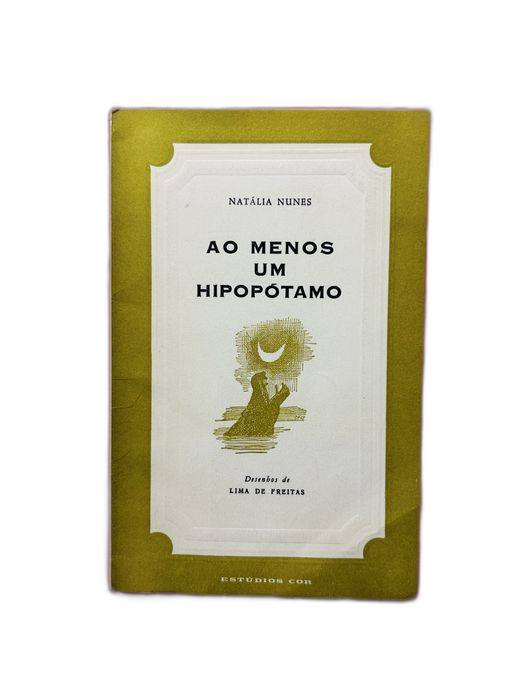 NATÁLIA NUNES
AO MENOS
UM
HIPOPÓTAMO
Desenhos de
LIMA DE FREITAS
ESTÚDIOS COR